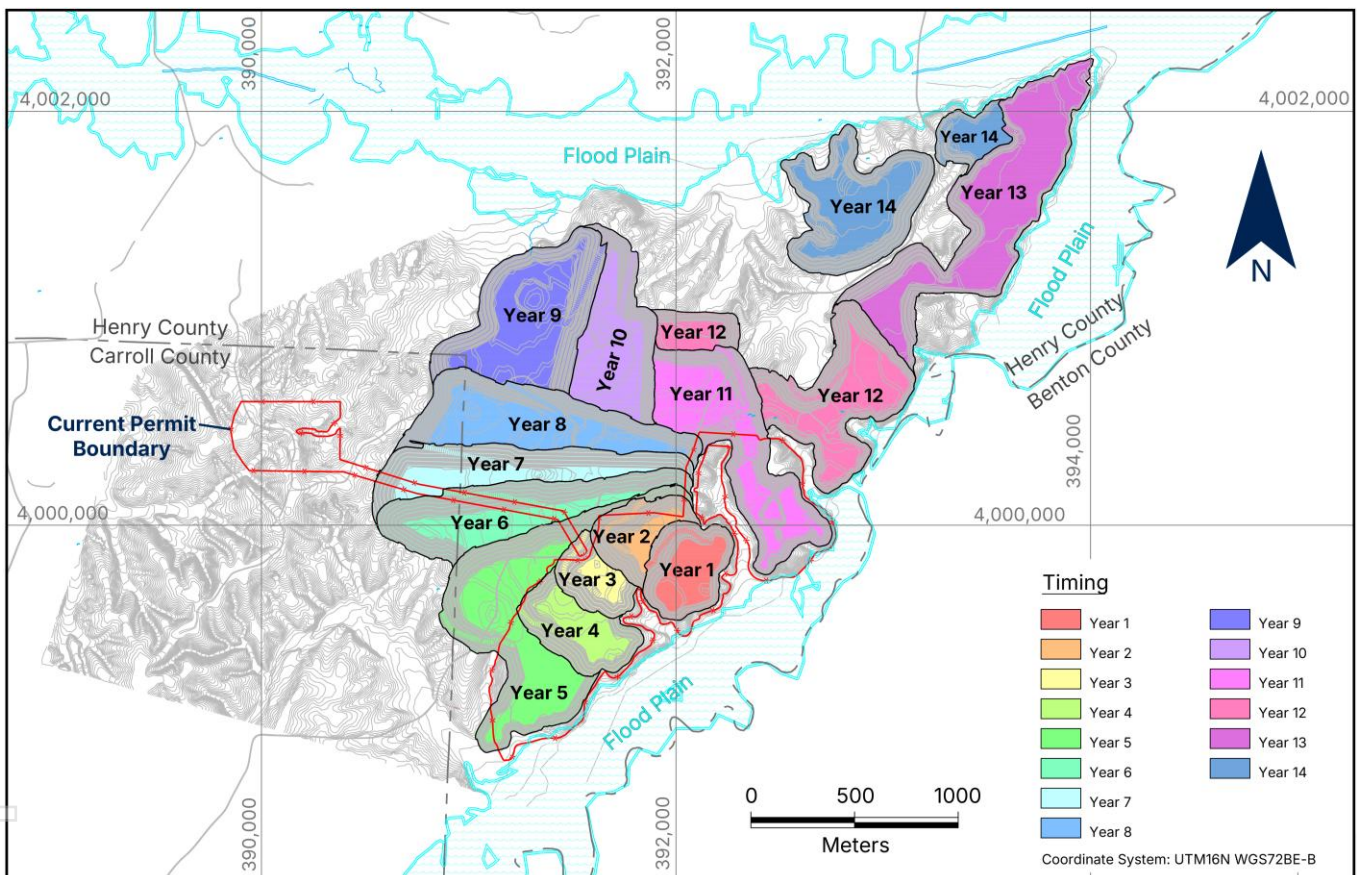 390,000
392,000
4,002,000
4,002,000
Flood Plain
Year 14
Year 14
Year 13
Flood Plain
N
Henry County
Carroll County
Henry County
Benton County
Year 9
Year 10
Year 12
Year 11
Year 12
Current Permit
Boundary
Year 8
Year 7
394,000
4,000,000
4,000,000
Year 6
Year 2
Year 1
Year 3
Year 4
Year 5
Flood Plain
390,000
392,000
0 500 1000
Meters
Timing
Year 1
Year 2
Year 3
Year 4
Year 5
Year 6
Year 7
Year 8
Year 9
Year 10
Year 11
Year 12
Year 13
Year 14
Coordinate System: UTM16N WGS72BE-B